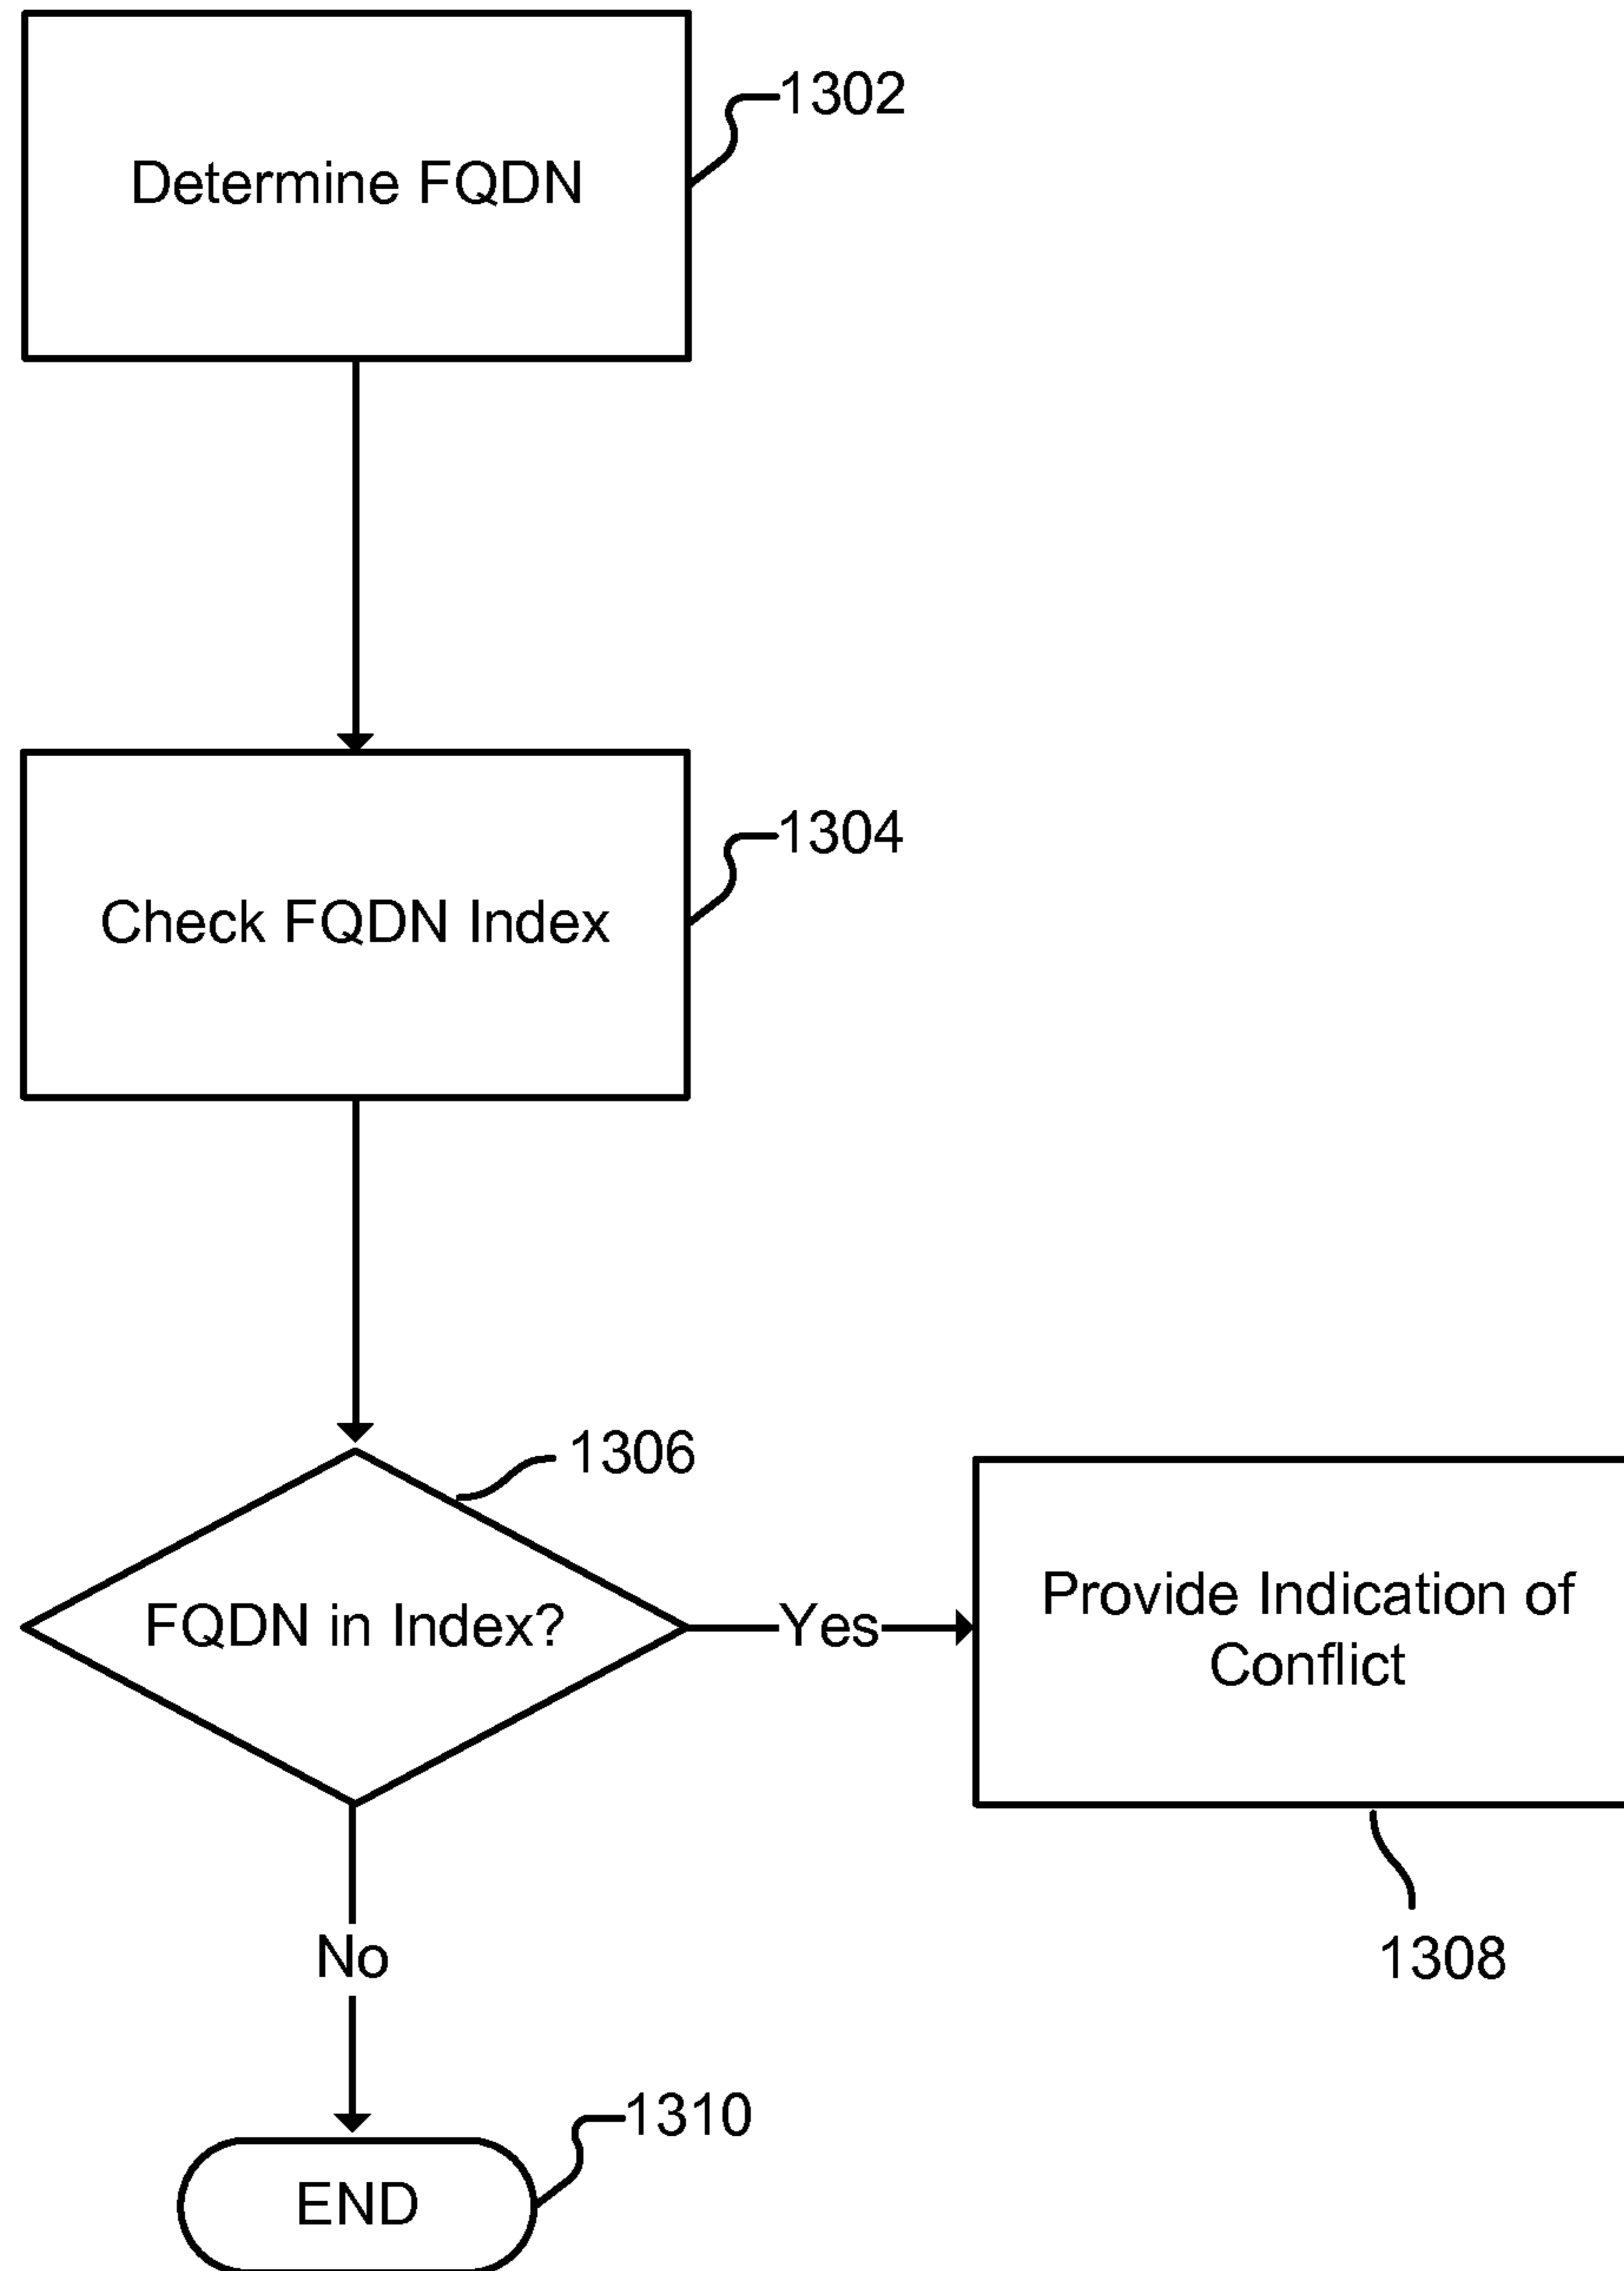 1302
Determine FQDN
1304
Check FQDN Index
1306
FQDN in Index?
Yes
Provide Indication of
Conflict
No
1308
1310
END